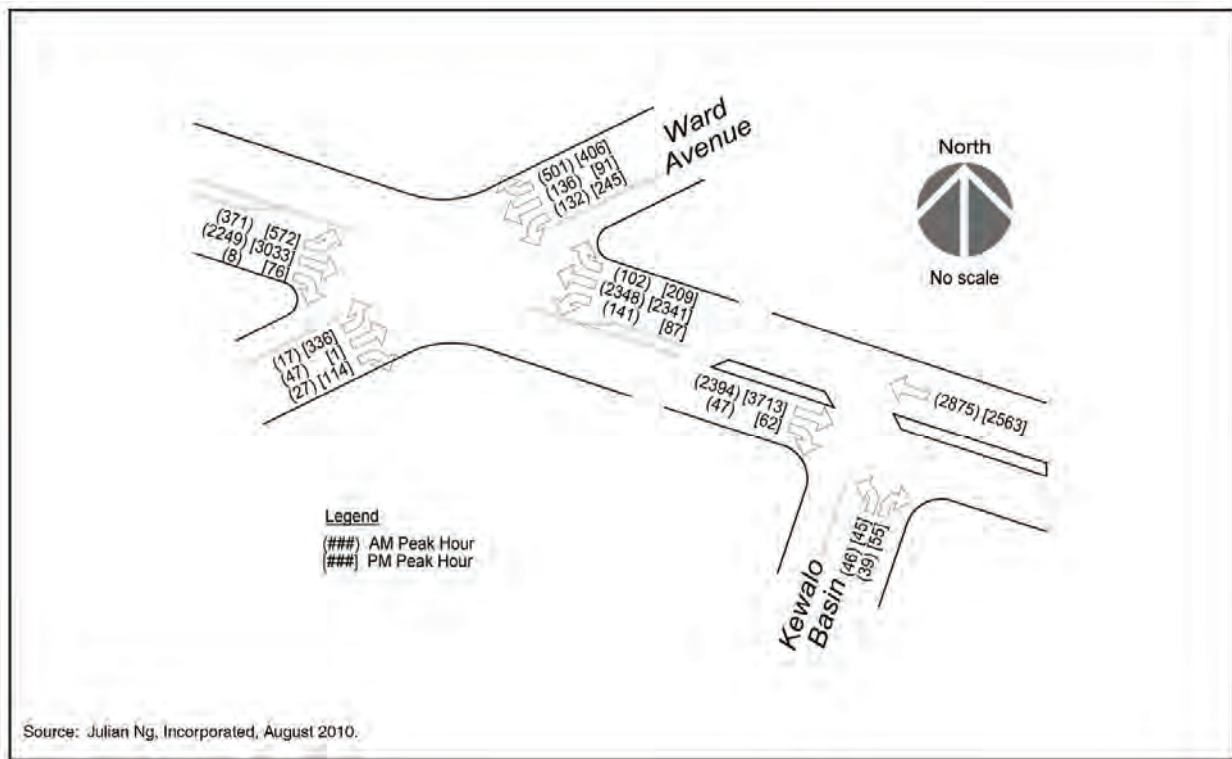 Ward
Avenue
(501) [406]
(136) [91]
(132) [245]
North
No scale
(371) [572]
(2249) [3033]
(8) [76]
(102) [209]
(2348) [2341]
(141) [87]
(17) [336]
(47) [1]
(27) [114]
(2394) [3713]
(47) [62]
(2875) [2563]
Legend
(###) AM Peak Hour
[###] PM Peak Hour
Kewalo
Basin
(46) [45]
(39) [55]
Source: Julian Ng, Incorporated, August 2010.